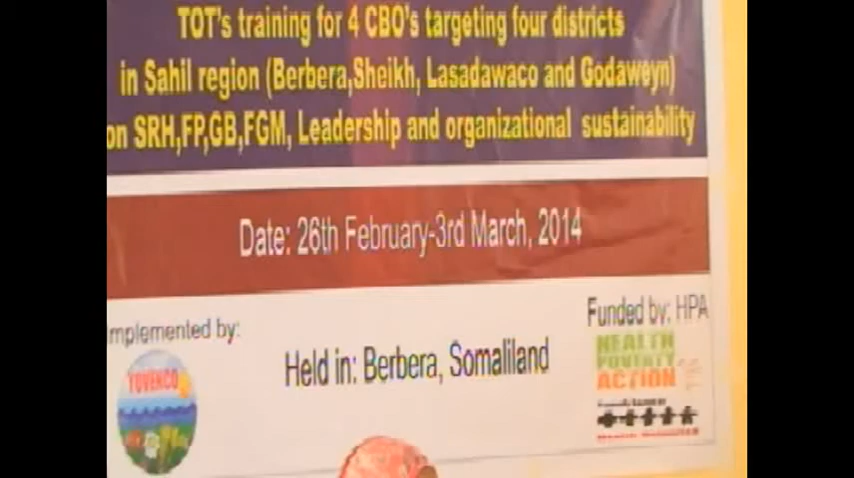 TOT's training for 4 CBO's targeting four districts
in Sahil region (Berbera,Sheikh, Lasadawaco and Godaweyn)
on SRH,FP,GB,FGM, Leadership and organizational sustainability
Date: 26th February-3rd March, 2014
mplemented by:
Funded by: HPA
Held in: Berbera, Somaliland
YOVENCO
HEALTH
POVERTY
ACTION